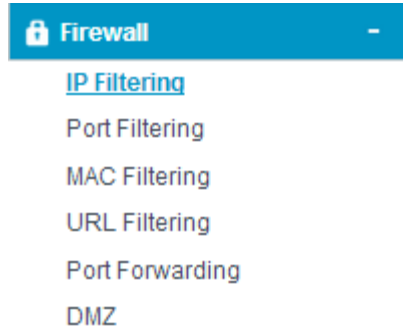 Firewall -
IP Filtering
Port Filtering
MAC Filtering
URL Filtering
Port Forwarding
DMZ